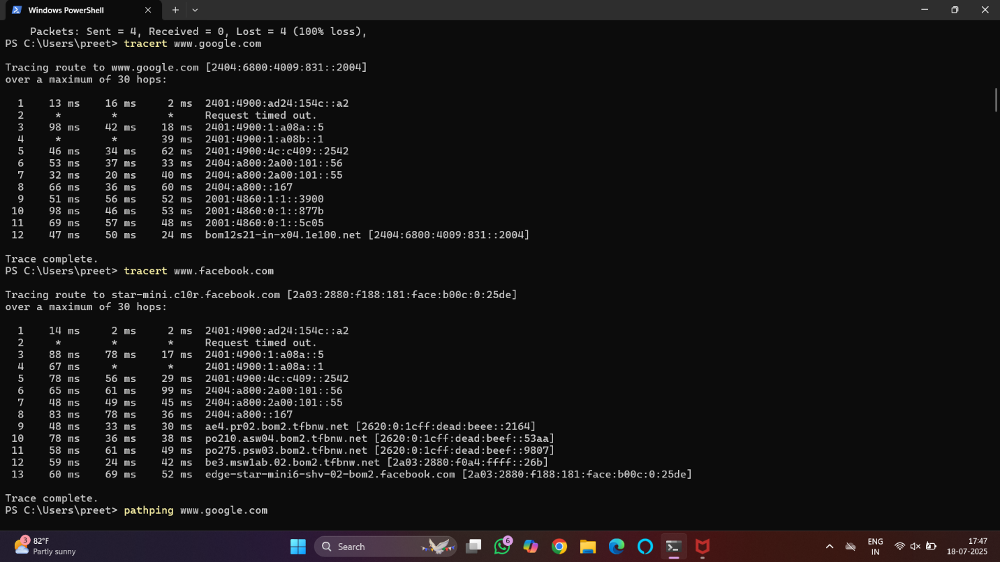 Windows PowerShell
Packets: Sent = 4, Received = 0, Lost = 4 (100% loss),
PS C:\Users\preet> tracert www.google.com
Tracing route to www.google.com [2404:6800:4009:831::2004]
over a maximum of 30 hops:
1 13 ms 16 ms 2 ms 2401:4900:ad24:154c::a2
2 * * * Request timed out.
3 98 ms 42 ms 18 ms 2401:4900:1:a08a::5
4 * * 39 ms 2401:4900:1:a08b::1
5 46 ms 34 ms 62 ms 2401:4900:4c:c409::2542
6 53 ms 37 ms 33 ms 2404:a800:2a00:101::56
7 32 ms 20 ms 40 ms 2404:a800:2a00:101::55
8 66 ms 36 ms 60 ms 2404:a800::167
9 51 ms 56 ms 52 ms 2001:4860:1:1::3900
10 98 ms 46 ms 53 ms 2001:4860:0:1::877b
11 69 ms 57 ms 48 ms 2001:4860:0:1::5c05
12 47 ms 50 ms 24 ms bom12s21-in-x04.1e100.net [2404:6800:4009:831::2004]
Trace complete.
PS C:\Users\preet> tracert www.facebook.com
Tracing route to star-mini.c10r.facebook.com [2a03:2880:f188:181:face:b00c:0:25de]
over a maximum of 30 hops:
1 14 ms 2 ms 2 ms 2401:4900:ad24:154c::a2
2 * * * Request timed out.
3 88 ms 78 ms 17 ms 2401:4900:1:a08a::5
4 67 ms * * 2401:4900:1:a08a::1
5 78 ms 56 ms 29 ms 2401:4900:4c:c409::2542
6 65 ms 61 ms 99 ms 2404:a800:2a00:101::56
7 48 ms 49 ms 45 ms 2404:a800:2a00:101::55
8 83 ms 78 ms 36 ms 2404:a800::167
9 48 ms 33 ms 30 ms ae4.pr02.bom2.tfbnw.net [2620:0:1cff:dead:beee::2164]
10 78 ms 36 ms 38 ms po210.asw04.bom2.tfbnw.net [2620:0:1cff:dead:beef::53aa]
11 58 ms 61 ms 49 ms po275.psw03.bom2.tfbnw.net [2620:0:1cff:dead:beef::9807]
12 59 ms 24 ms 42 ms be3.msw1ab.02.bom2.tfbnw.net [2a03:2880:f0a4:ffff::26b]
13 60 ms 69 ms 52 ms edge-star-mini6-shv-02-bom2.facebook.com [2a03:2880:f188:181:face:b00c:0:25de]
Trace complete.
PS C:\Users\preet> pathping www.google.com
3 82°F
Partly sunny
Search
6
ENG
IN
17:47
18-07-2025